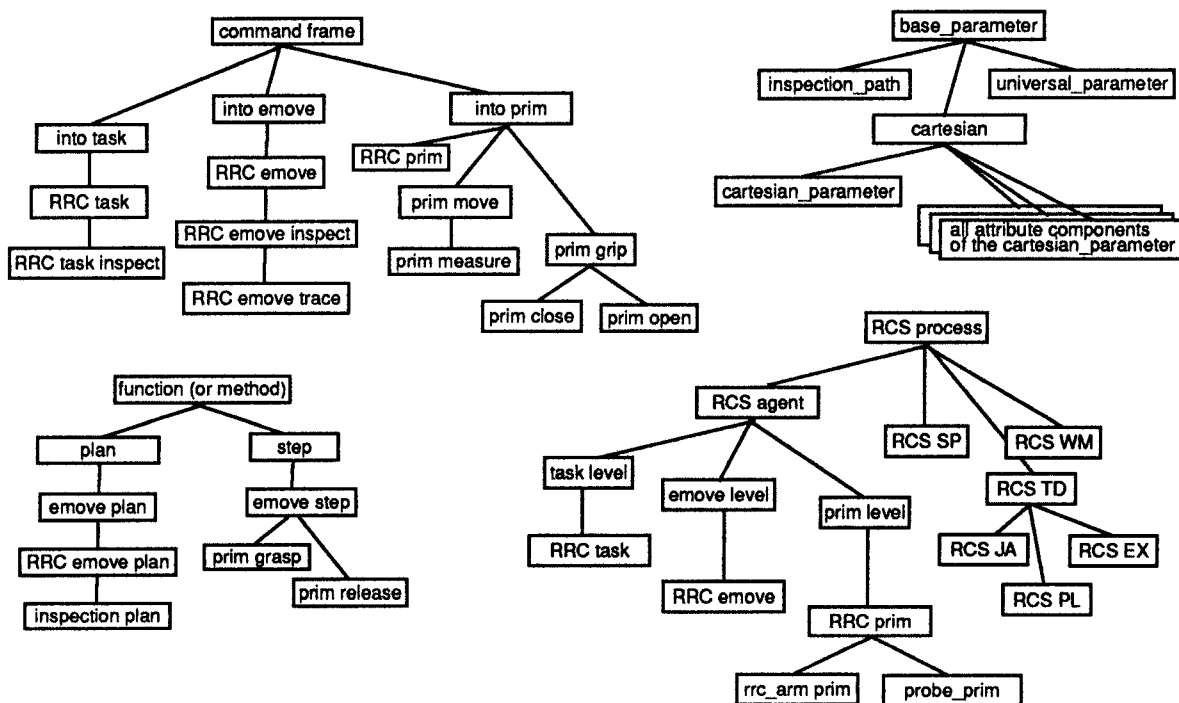 command frame
into task
into emove
into prim
RRC task
RRC emove
RRC prim
prim move
RRC task inspect
RRC emove inspect
prim measure
prim grip
RRC emove trace
prim close
prim open
base_parameter
inspection_path
universal_parameter
cartesian
cartesian_parameter
all attribute components
of the cartesian_parameter
function (or method)
plan
step
emove plan
emove step
RRC emove plan
prim grasp
inspection plan
prim release
RCS process
RCS agent
RCS SP
RCS WM
task level
emove level
prim level
RCS TD
RRC task
RRC emove
RCS JA
RCS EX
RCS PL
RRC prim
rrc_arm prim
probe_prim